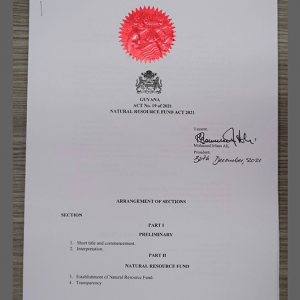 GUYANA
ACT No. 19 of 2021
NATURAL RESOURCE FUND ACT 2021
I assent.
Mohamed Irfaan Ali,
President.
30th December, 2021
ARRANGEMENT OF SECTIONS
SECTION
PART I
PRELIMINARY
1. Short title and commencement.
2. Interpretation.
PART II
NATURAL RESOURCE FUND
3. Establishment of Natural Resource Fund.
4. Transparency